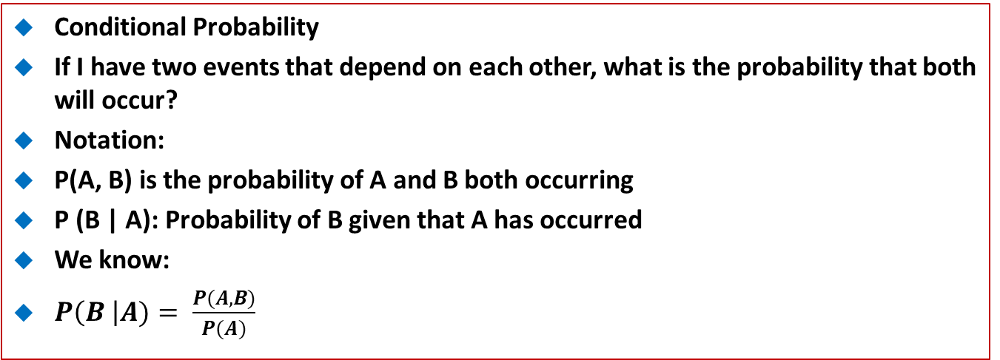 Conditional Probability
If I have two events that depend on each other, what is the probability that both
will occur?
Notation:
P(A, B) is the probability of A and B both occurring
P (B | A): Probability of B given that A has occurred
We know:
P(B |A) = P(A,B) / P(A)